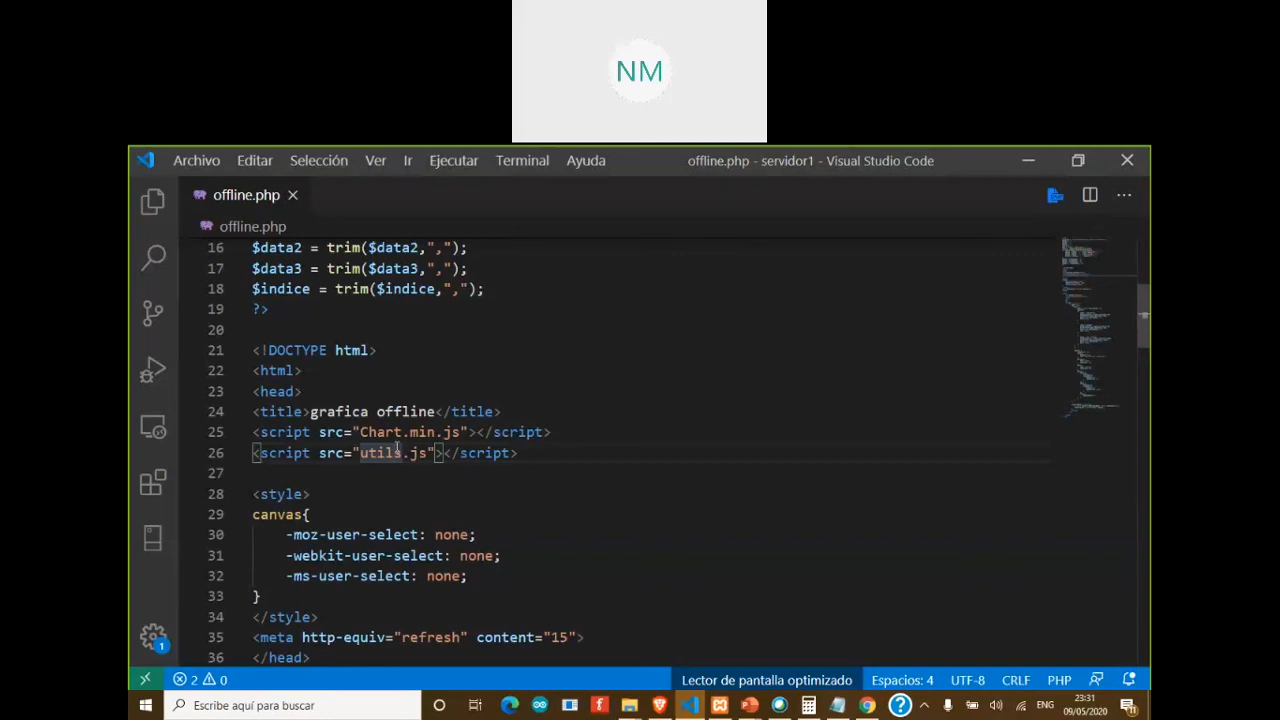 NM
Archivo Editar Selección Ver Ir Ejecutar Terminal Ayuda offline.php - servidor1 - Visual Studio Code
offline.php
offline.php
16 $data2 = trim($data2,",");
17 $data3 = trim($data3,",");
18 $indice = trim($indice,",");
19 ?>
20
21 <!DOCTYPE html>
22 <html>
23 <head>
24 <title>grafica offline</title>
25 <script src="Chart.min.js"></script>
26 <script src="utils.js"></script>
27
28 <style>
29 canvas{
30 -moz-user-select: none;
31 -webkit-user-select: none;
32 -ms-user-select: none;
33 }
34 </style>
35 <meta http-equiv="refresh" content="15">
36 </head>
1
2 0 Lector de pantalla optimizado Espacios: 4 UTF-8 CRLF PHP
Escribe aquí para buscar
ENG
23:31
09/05/2020
11